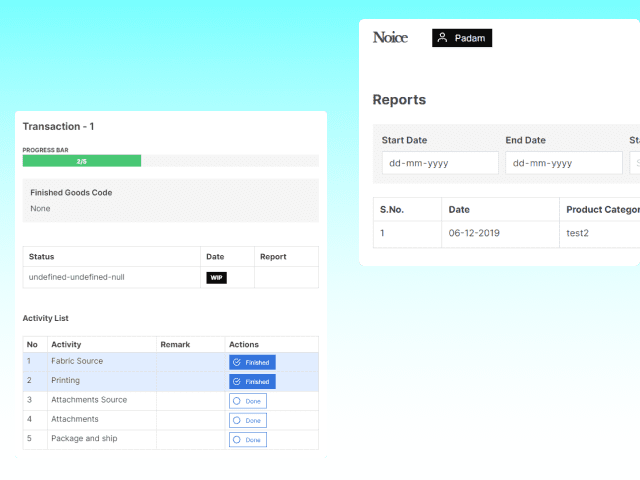 Noice
Padam
Reports
Start Date End Date
dd-mm-yyyy dd-mm-yyyy
S.No. Date Product Categor
1 06-12-2019 test2
Transaction - 1
PROGRESS BAR
2/5
Finished Goods Code
None
Status Date Report
undefined-undefined-null WIP
Activity List
No Activity Remark Actions
1 Fabric Source Finished
2 Printing Finished
3 Attachments Source Done
4 Attachments Done
5 Package and ship Done